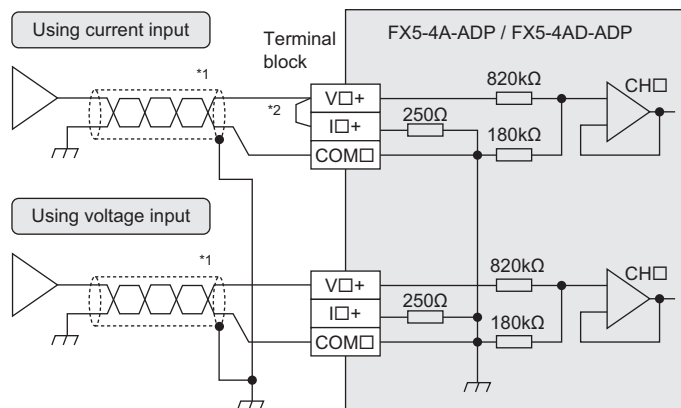 Using current input
FX5-4A-ADP / FX5-4AD-ADP
Terminal
block
*1
820kΩ
CH□
V□+
*2
250Ω
I□+
180kΩ
COM□
Using voltage input
*1
820kΩ
CH□
V□+
250Ω
I□+
180kΩ
COM□